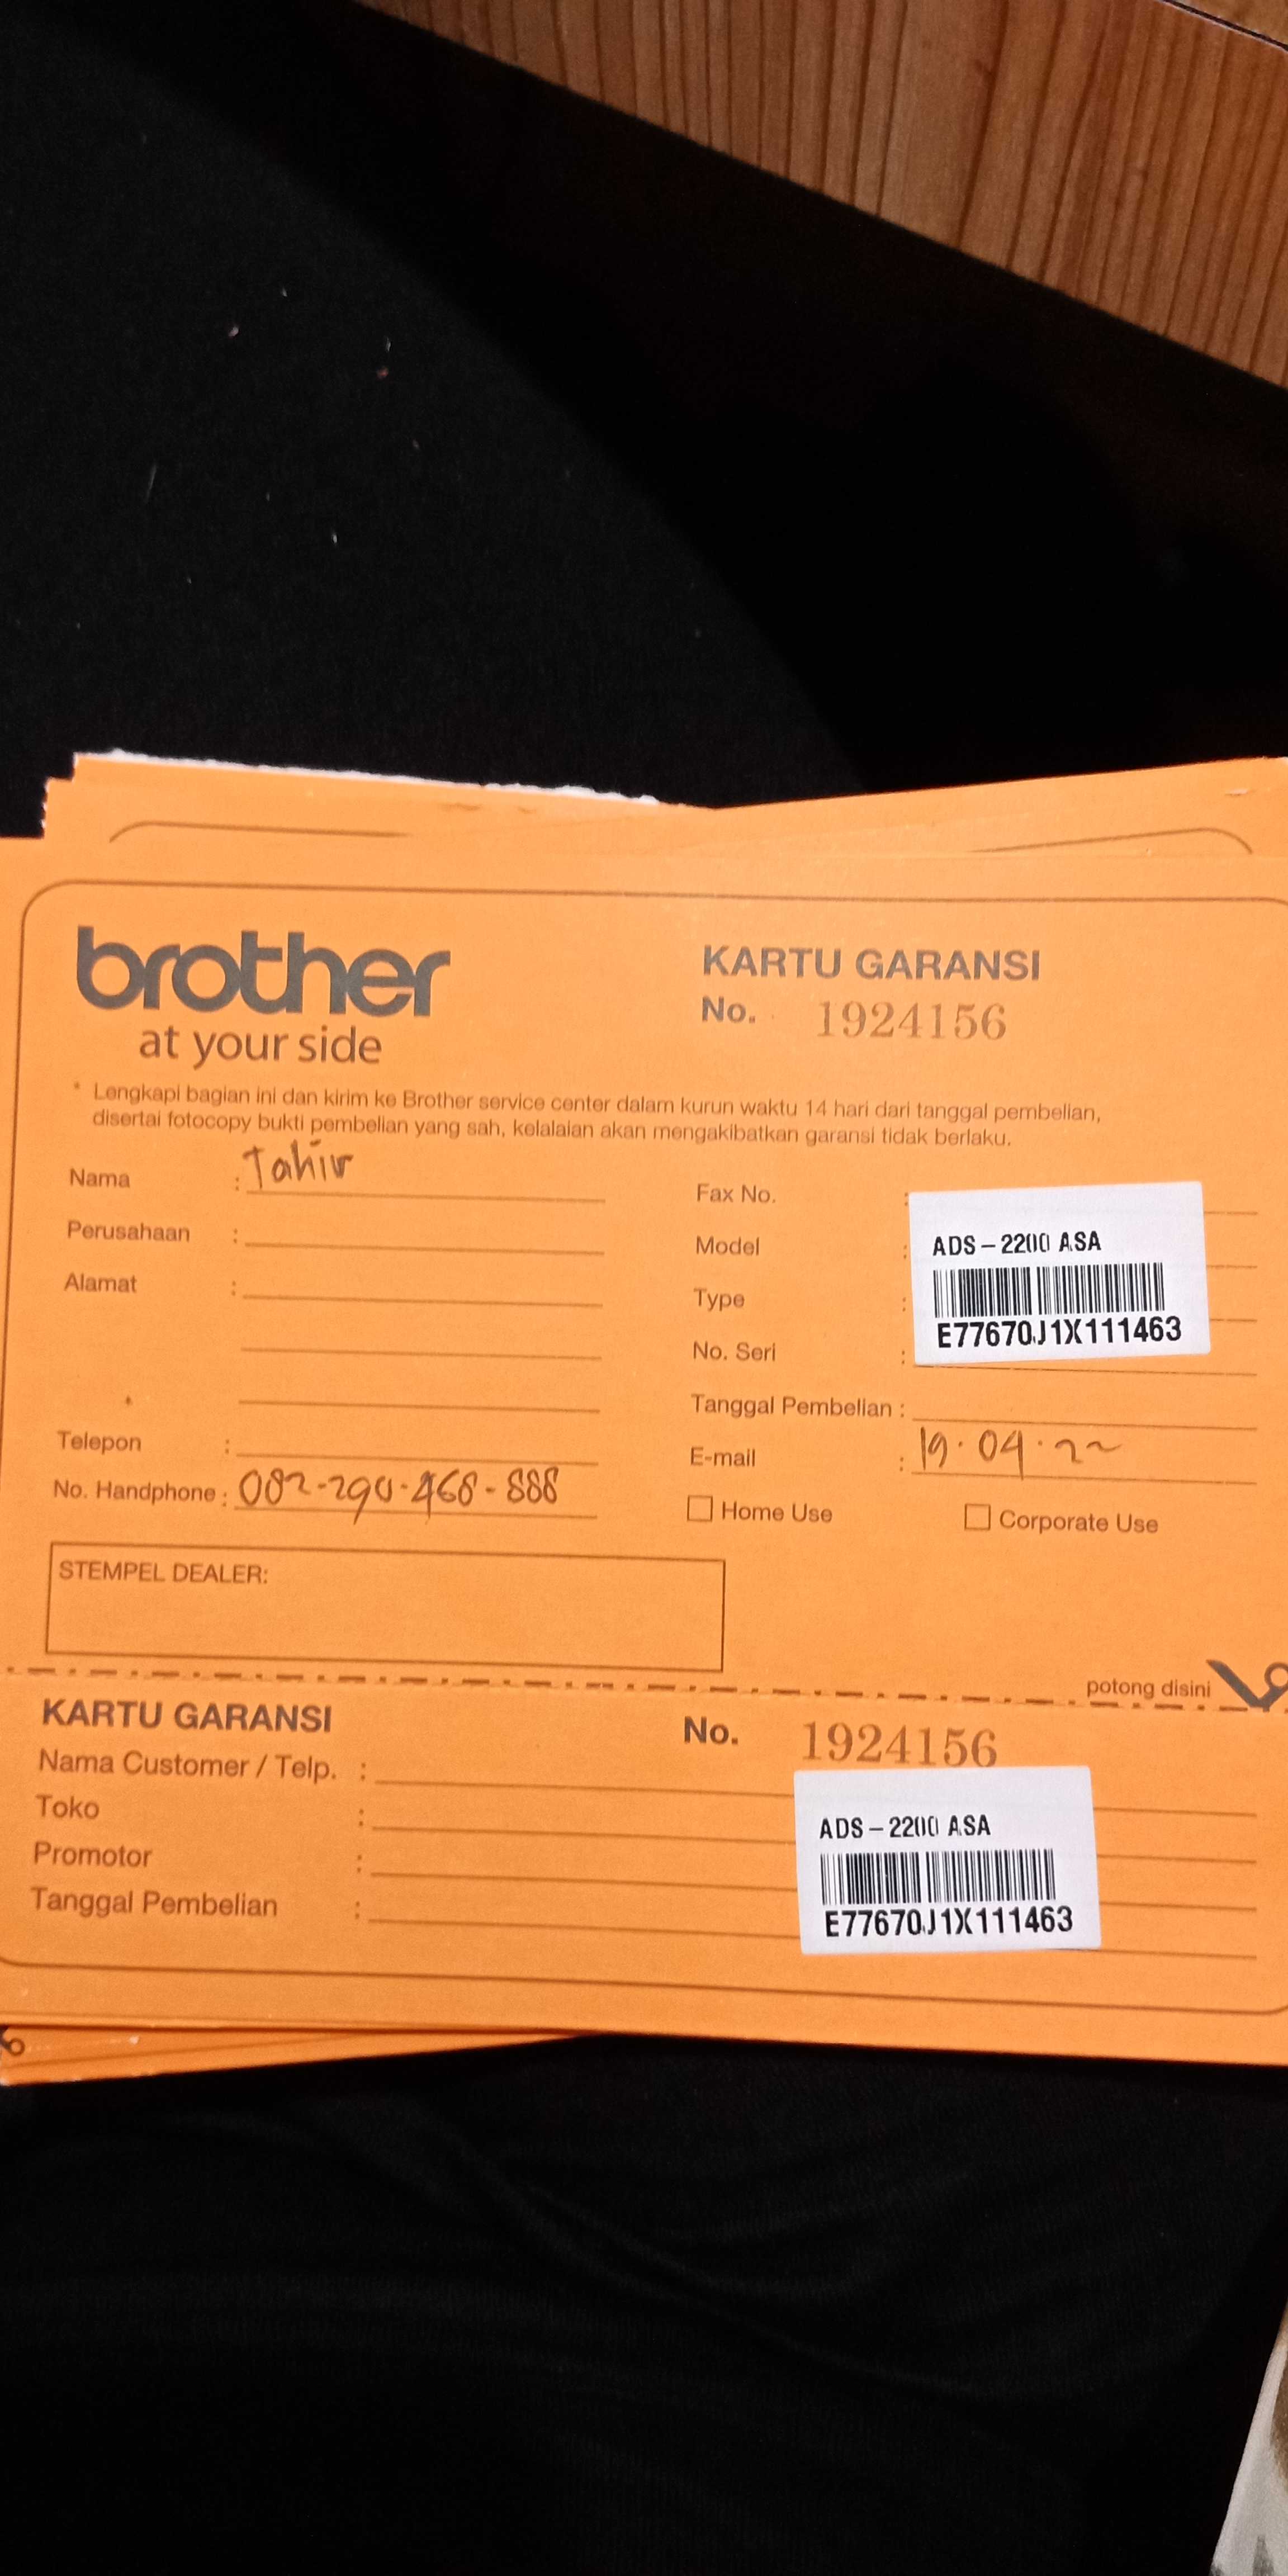 brother
at your side
KARTU GARANSI
No. 1924156
* Lengkapi bagian ini dan kirim ke Brother service center dalam kurun waktu 14 hari dari tanggal pembelian,
disertai fotocopy bukti pembelian yang sah, kelalaian akan mengakibatkan garansi tidak berlaku.
Nama : Tahir
Perusahaan :
Alamat :
Telepon :
No. Handphone : 082-290-468-888
Fax No. :
Model :
Type :
No. Seri :
ADS-2200 ASA
E77670J1X111463
Tanggal Pembelian :
E-mail : 19.04.22
Home Use
Corporate Use
STEMPEL DEALER:
potong disini
KARTU GARANSI
No. 1924156
Nama Customer / Telp. :
Toko :
Promotor :
Tanggal Pembelian :
ADS-2200 ASA
E77670J1X111463